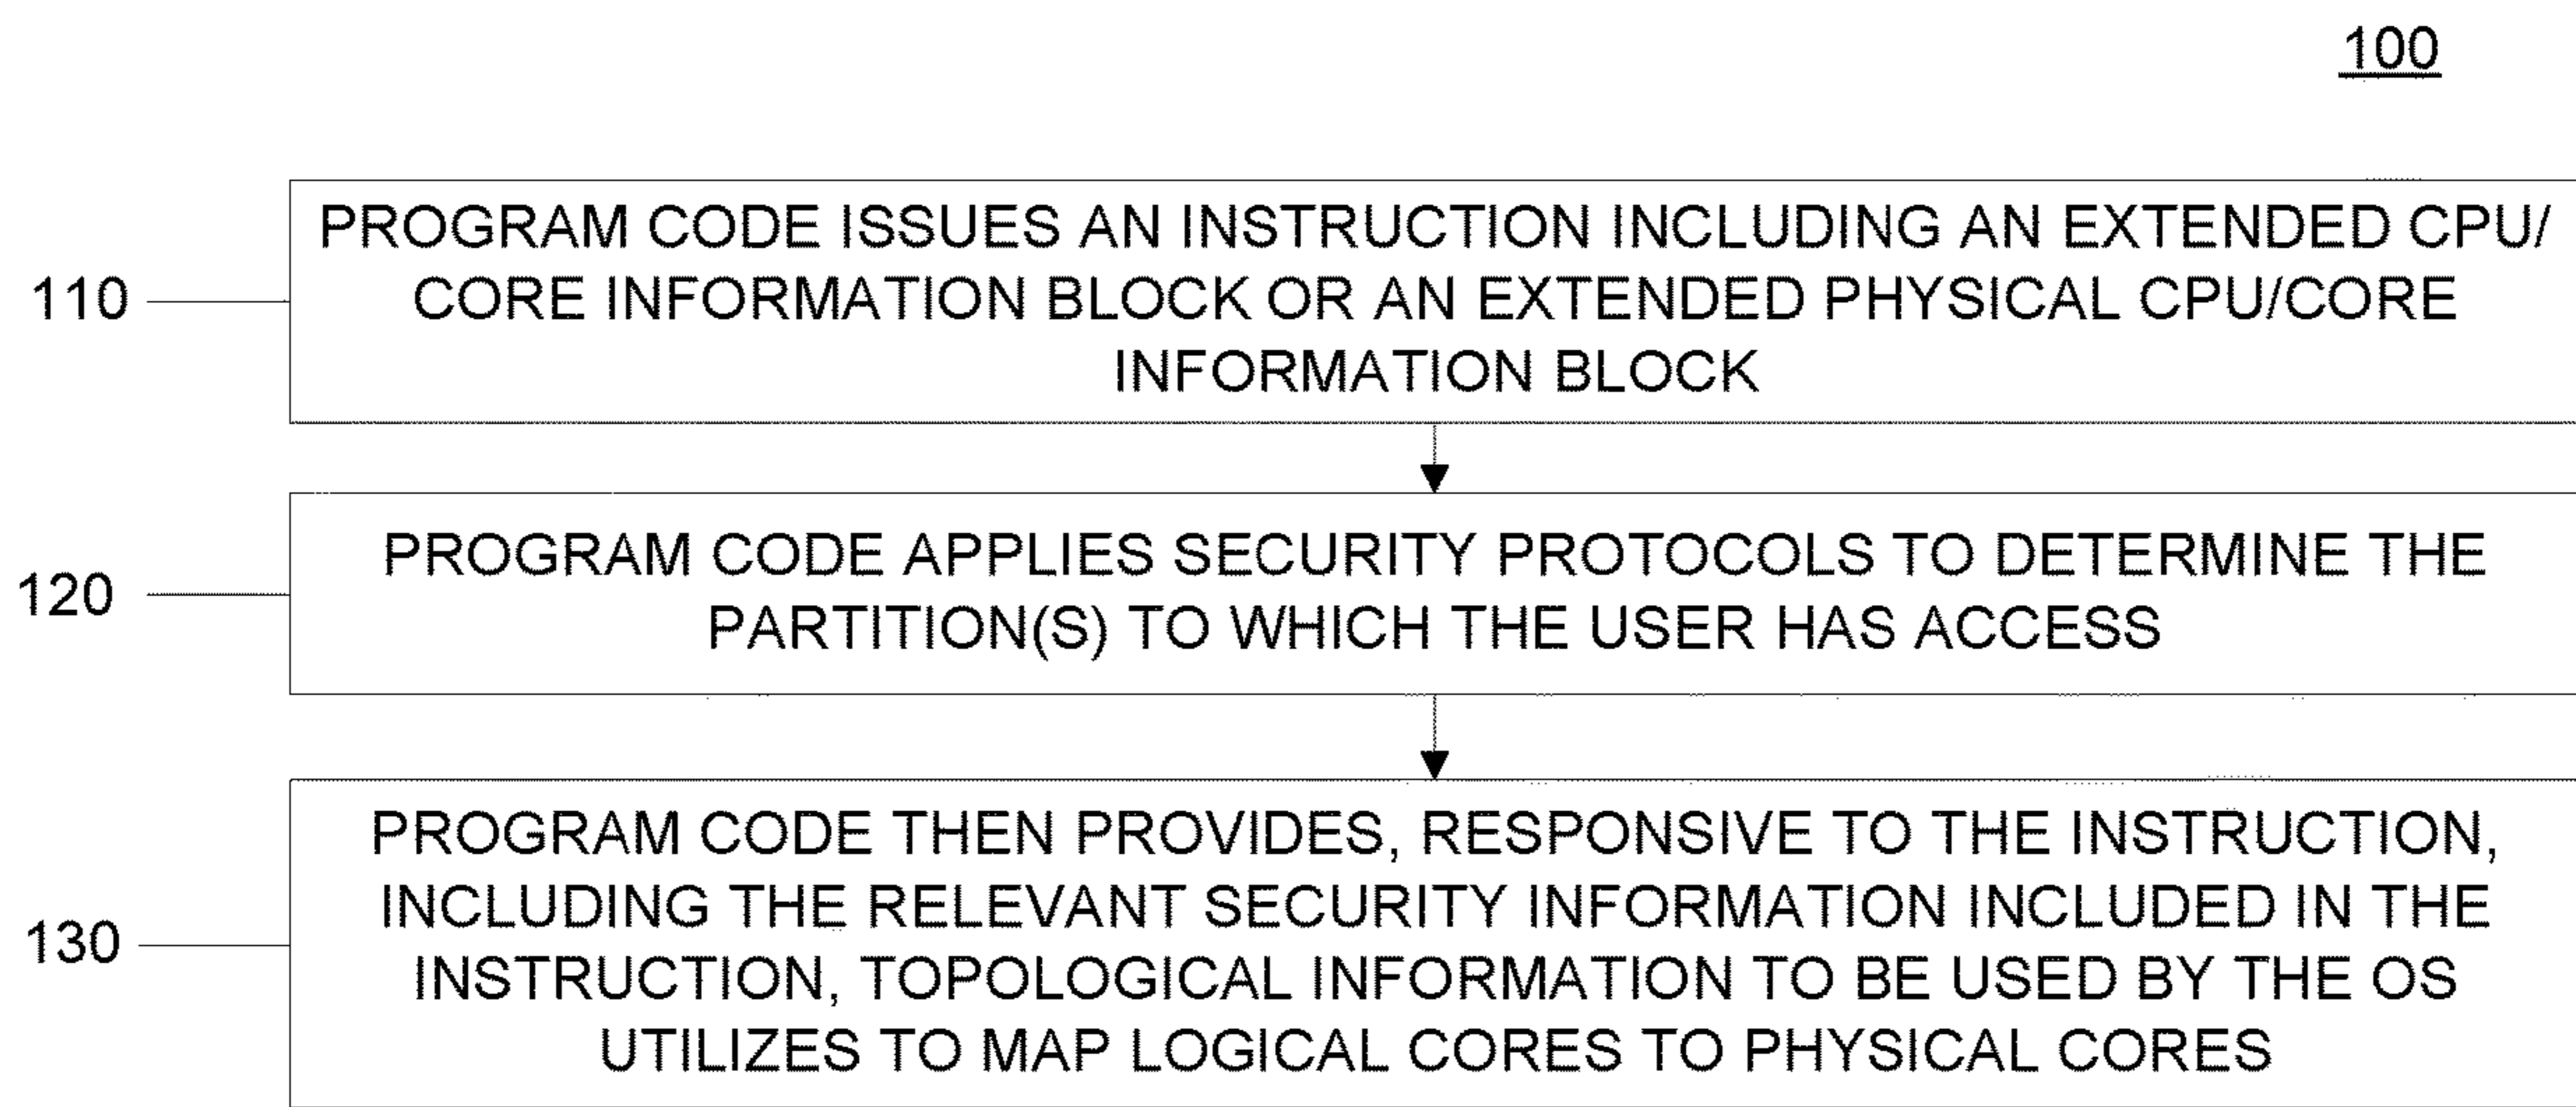 100
PROGRAM CODE ISSUES AN INSTRUCTION INCLUDING AN EXTENDED CPU/
110
CORE INFORMATION BLOCK OR AN EXTENDED PHYSICAL CPU/CORE
INFORMATION BLOCK
PROGRAM CODE APPLIES SECURITY PROTOCOLS TO DETERMINE THE
120
PARTITION(S) TO WHICH THE USER HAS ACCESS
PROGRAM CODE THEN PROVIDES, RESPONSIVE TO THE INSTRUCTION,
INCLUDING THE RELEVANT SECURITY INFORMATION INCLUDED IN THE
130
INSTRUCTION, TOPOLOGICAL INFORMATION TO BE USED BY THE OS
UTILIZES TO MAP LOGICAL CORES TO PHYSICAL CORES